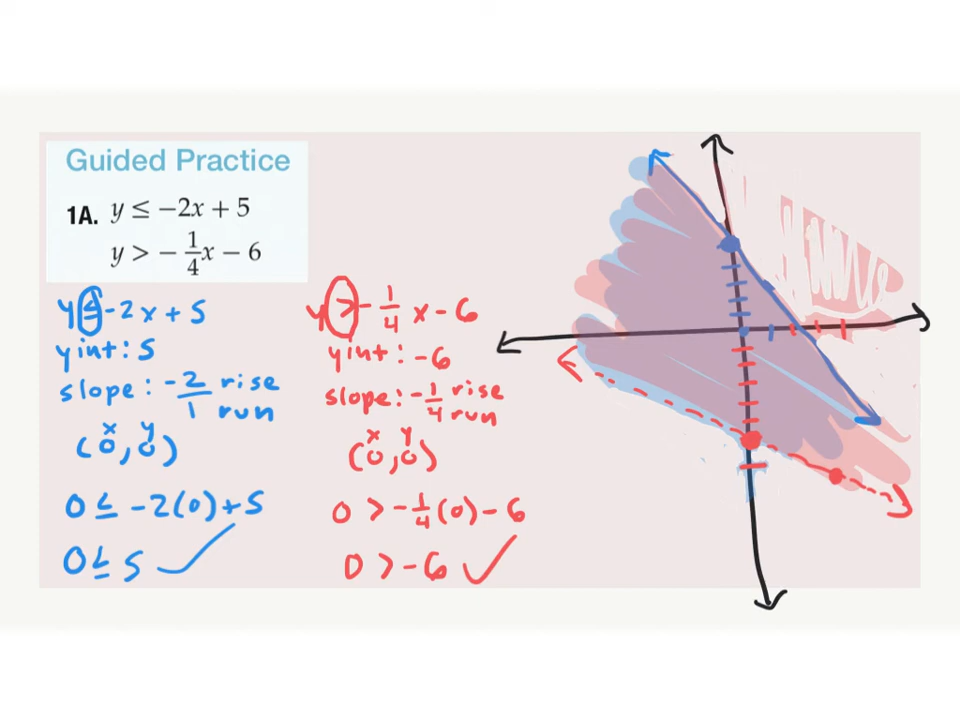 Guided Practice
1A. y ≤ −2x + 5
y > −1/4x − 6
y ≤ -2x + 5
y int : 5
slope : -2/1 rise run
x y
(0, 0)
0 ≤ -2(0)+5
0 ≤ 5 ✓
y > -1/4 x - 6
y int : -6
slope : -1/4 rise run
x y
(0, 0)
0 > -1/4 (0) - 6
0 > -6 ✓